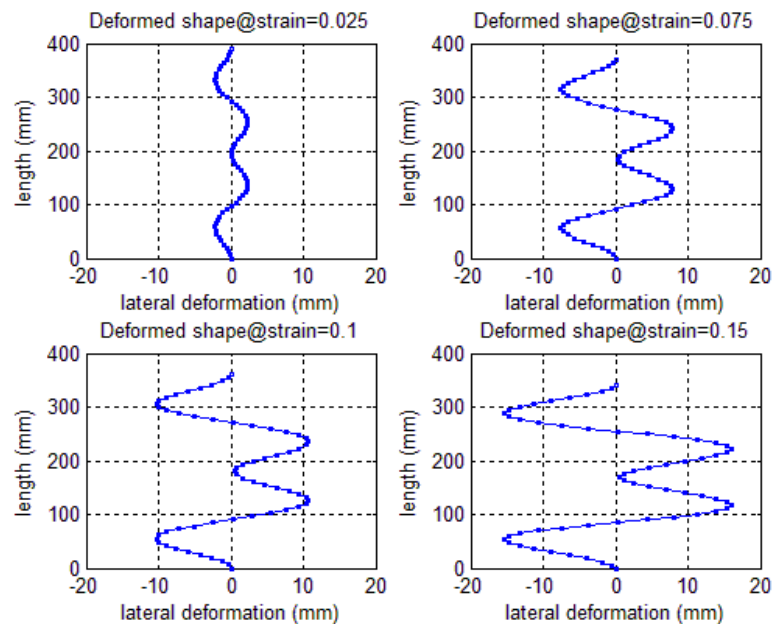 Deformed shape@strain=0.025
Deformed shape@strain=0.075
400
300
200
100
0
length (mm)
-20 -10 0 10 20
lateral deformation (mm)
400
300
200
100
0
length (mm)
-20 -10 0 10 20
lateral deformation (mm)
Deformed shape@strain=0.1
Deformed shape@strain=0.15
400
300
200
100
0
length (mm)
-20 -10 0 10 20
lateral deformation (mm)
400
300
200
100
0
length (mm)
-20 -10 0 10 20
lateral deformation (mm)